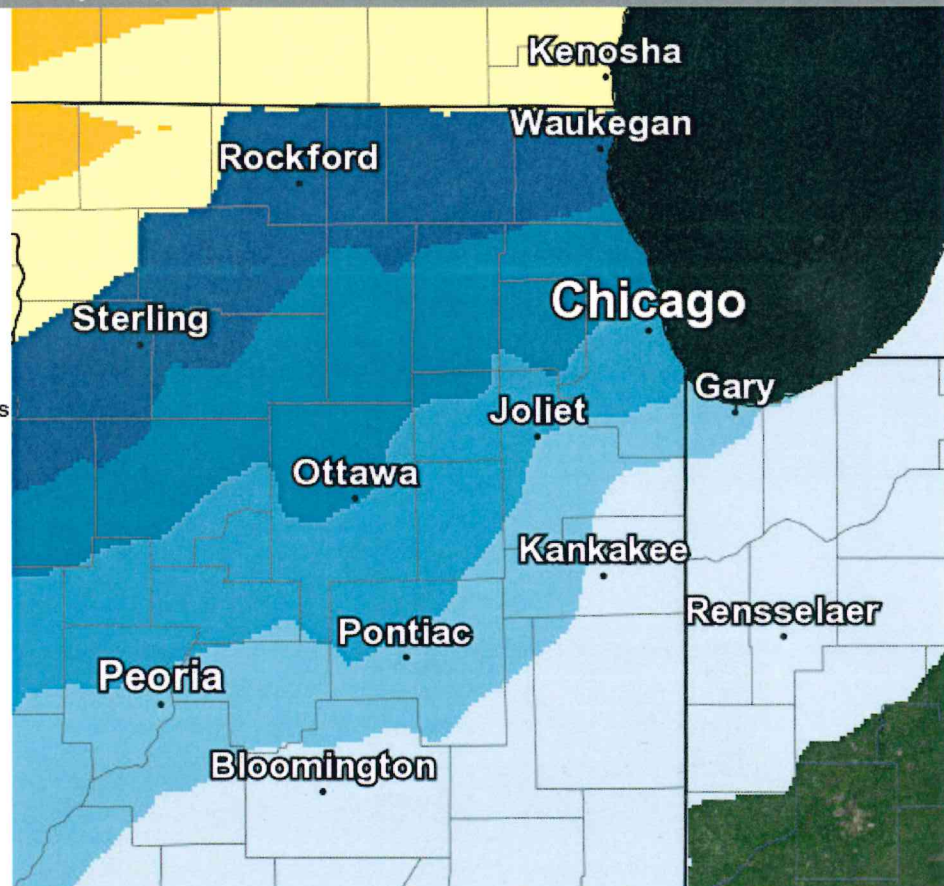 Kenosha
Waukegan
Rockford
Chicago
Sterling
Gary
Joliet
s
Ottawa
Kankakee
Rensselaer
Pontiac
Peoria
Bloomington